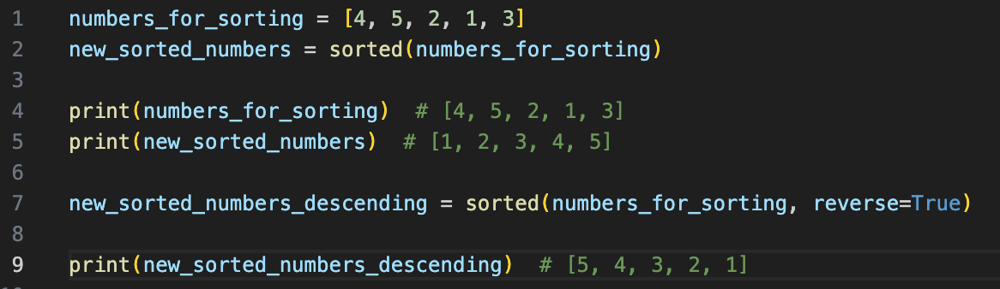 1 numbers_for_sorting = [4, 5, 2, 1, 3]
2 new_sorted_numbers = sorted(numbers_for_sorting)
3
4 print(numbers_for_sorting)  # [4, 5, 2, 1, 3]
5 print(new_sorted_numbers)  # [1, 2, 3, 4, 5]
6
7 new_sorted_numbers_descending = sorted(numbers_for_sorting, reverse=True)
8
9 print(new_sorted_numbers_descending)  # [5, 4, 3, 2, 1]